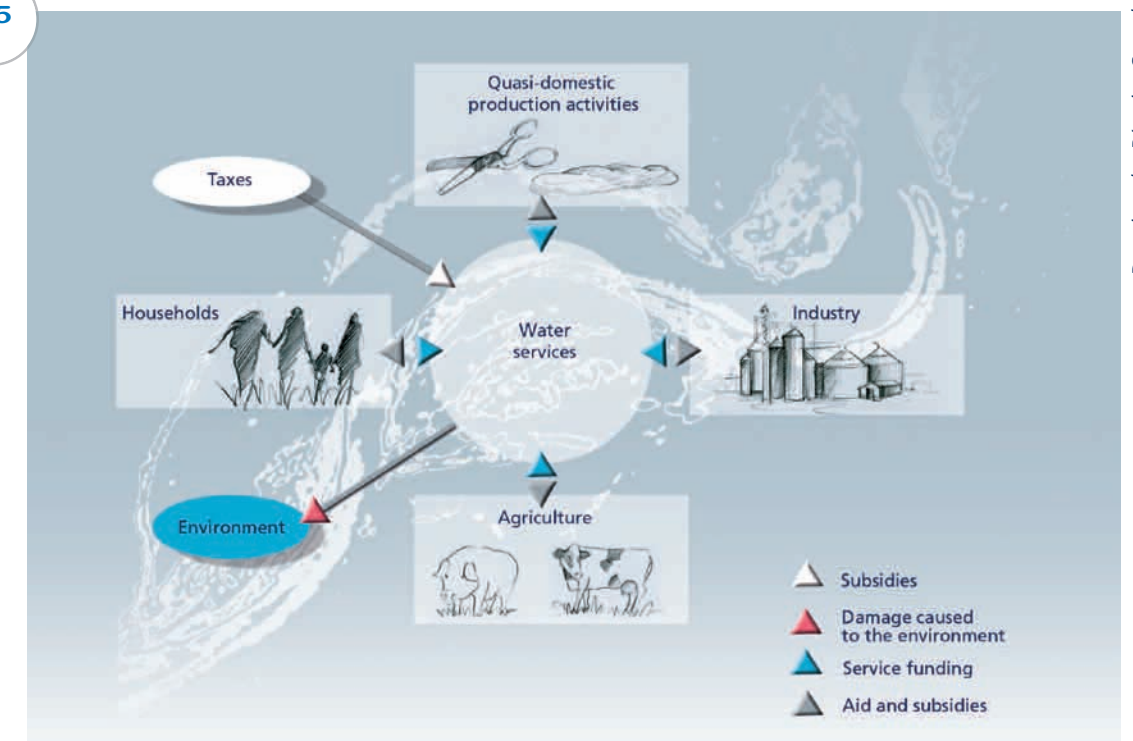 5
Quasi-domestic
production activities
Taxes
Households
Water
services
Industry
Environment
Agriculture
Subsidies
Damage caused
to the environment
Service funding
Aid and subsidies